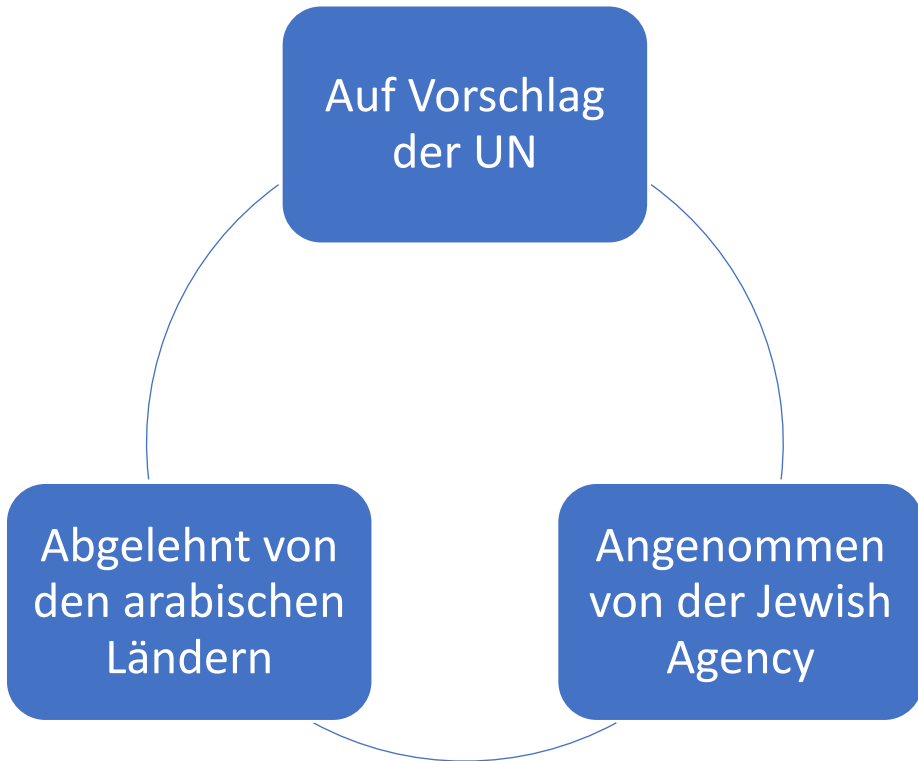 Auf Vorschlag
der UN
Abgelehnt von
den arabischen
Ländern
Angenommen
von der Jewish
Agency